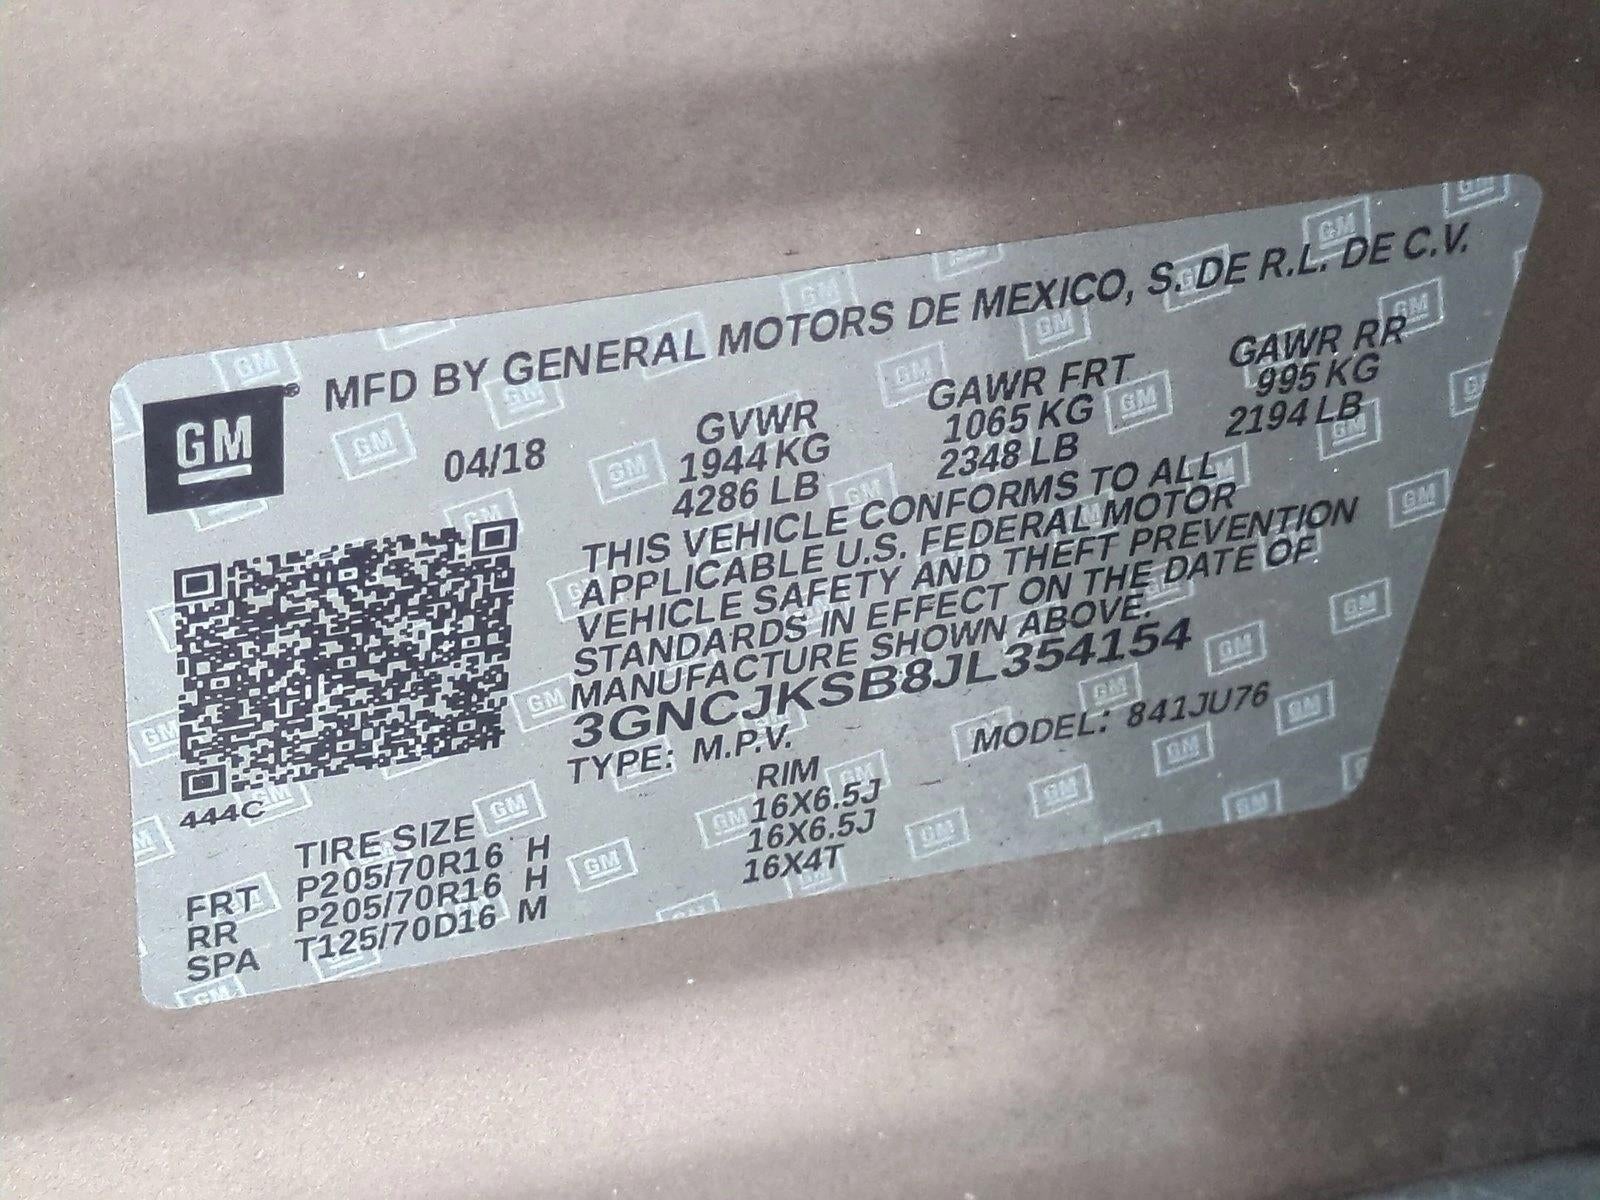 GM® MFD BY GENERAL MOTORS DE MEXICO, S. DE R.L. DE C.V.
04/18 GVWR GAWR FRT GAWR RR
1944 KG 1065 KG 995 KG
4286 LB 2348 LB 2194 LB
THIS VEHICLE CONFORMS TO ALL
APPLICABLE U.S. FEDERAL MOTOR
VEHICLE SAFETY AND THEFT PREVENTION
STANDARDS IN EFFECT ON THE DATE OF
MANUFACTURE SHOWN ABOVE.
3GNCJKSB8JL354154
TYPE: M.P.V. MODEL: 841JU76
444C
TIRE SIZE RIM
FRT P205/70R16 H 16X6.5J
RR P205/70R16 H 16X6.5J
SPA T125/70D16 M 16X4T